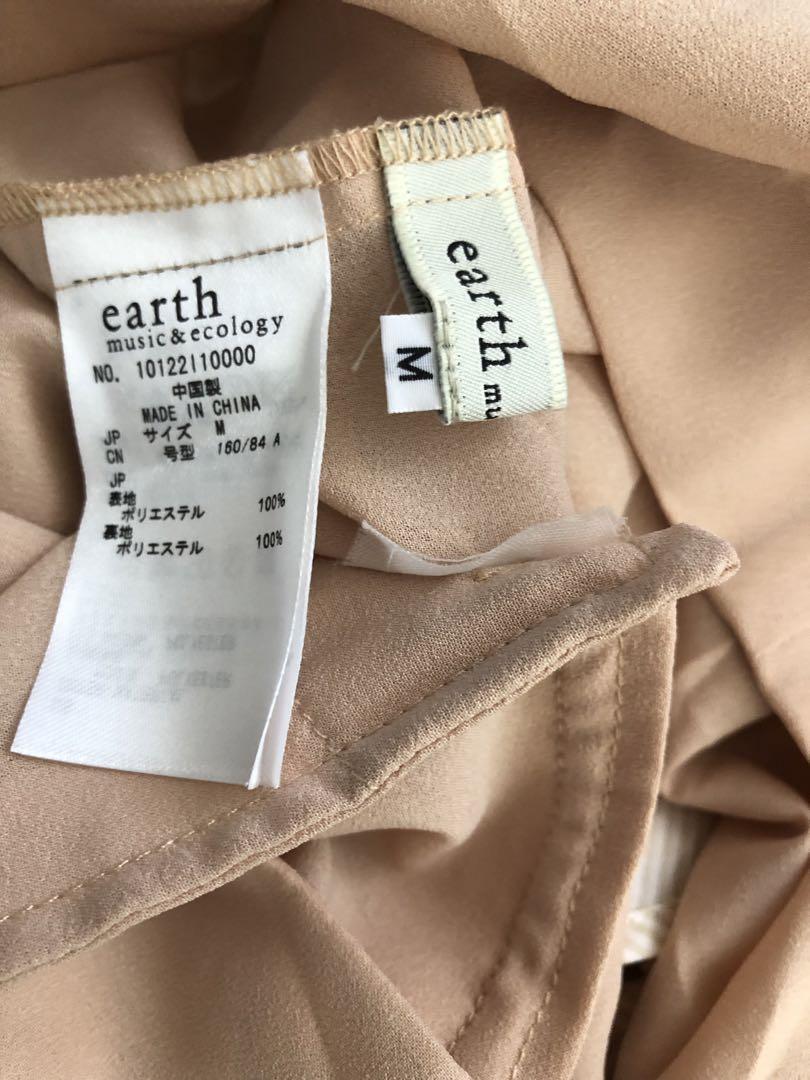 earth
music&ecology
NO. 10122110000
中国製
MADE IN CHINA
JP サイズ M
CN 号型 160/84 A
JP
表地
ポリエステル 100%
裏地
ポリエステル 100%
earth mu
M